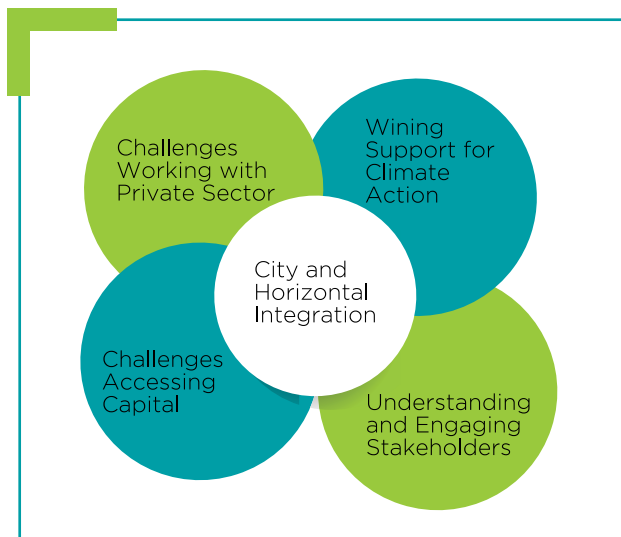 Challenges
Working with
Private Sector
Wining
Support for
Climate
Action
City and
Horizontal
Integration
Challenges
Accessing
Capital
Understanding
and Engaging
Stakeholders